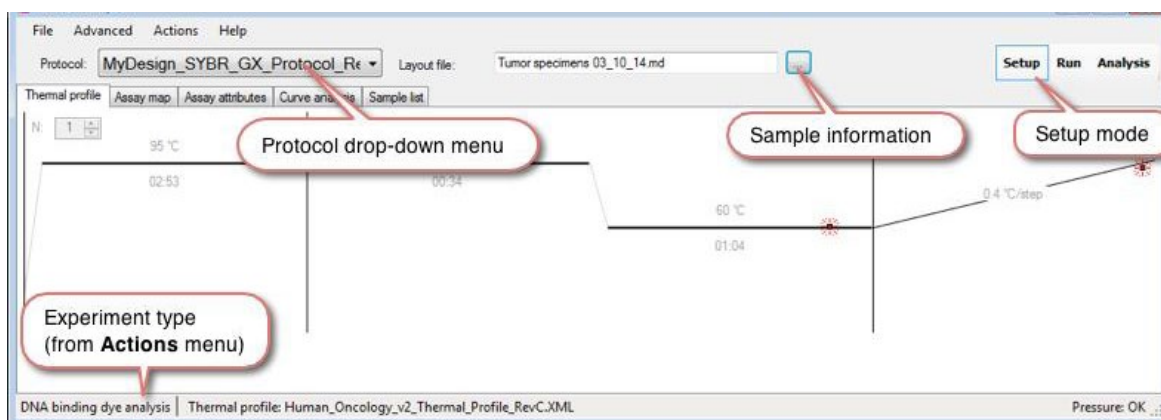 File Advanced Actions Help
Protocol: MyDesign_SYBR_GX_Protocol_Re Layout file: Tumor specimens 03_10_14.md ... Setup Run Analysis
Thermal profile Assay map Assay attributes Curve analysis Sample list
N: 1
Protocol drop-down menu
Sample information
Setup mode
95 °C
02:53
00:34
0.4 °C/step
60 °C
01:04
Experiment type
(from Actions menu)
DNA binding dye analysis Thermal profile: Human_Oncology_v2_Thermal_Profile_RevC.XML Pressure: OK